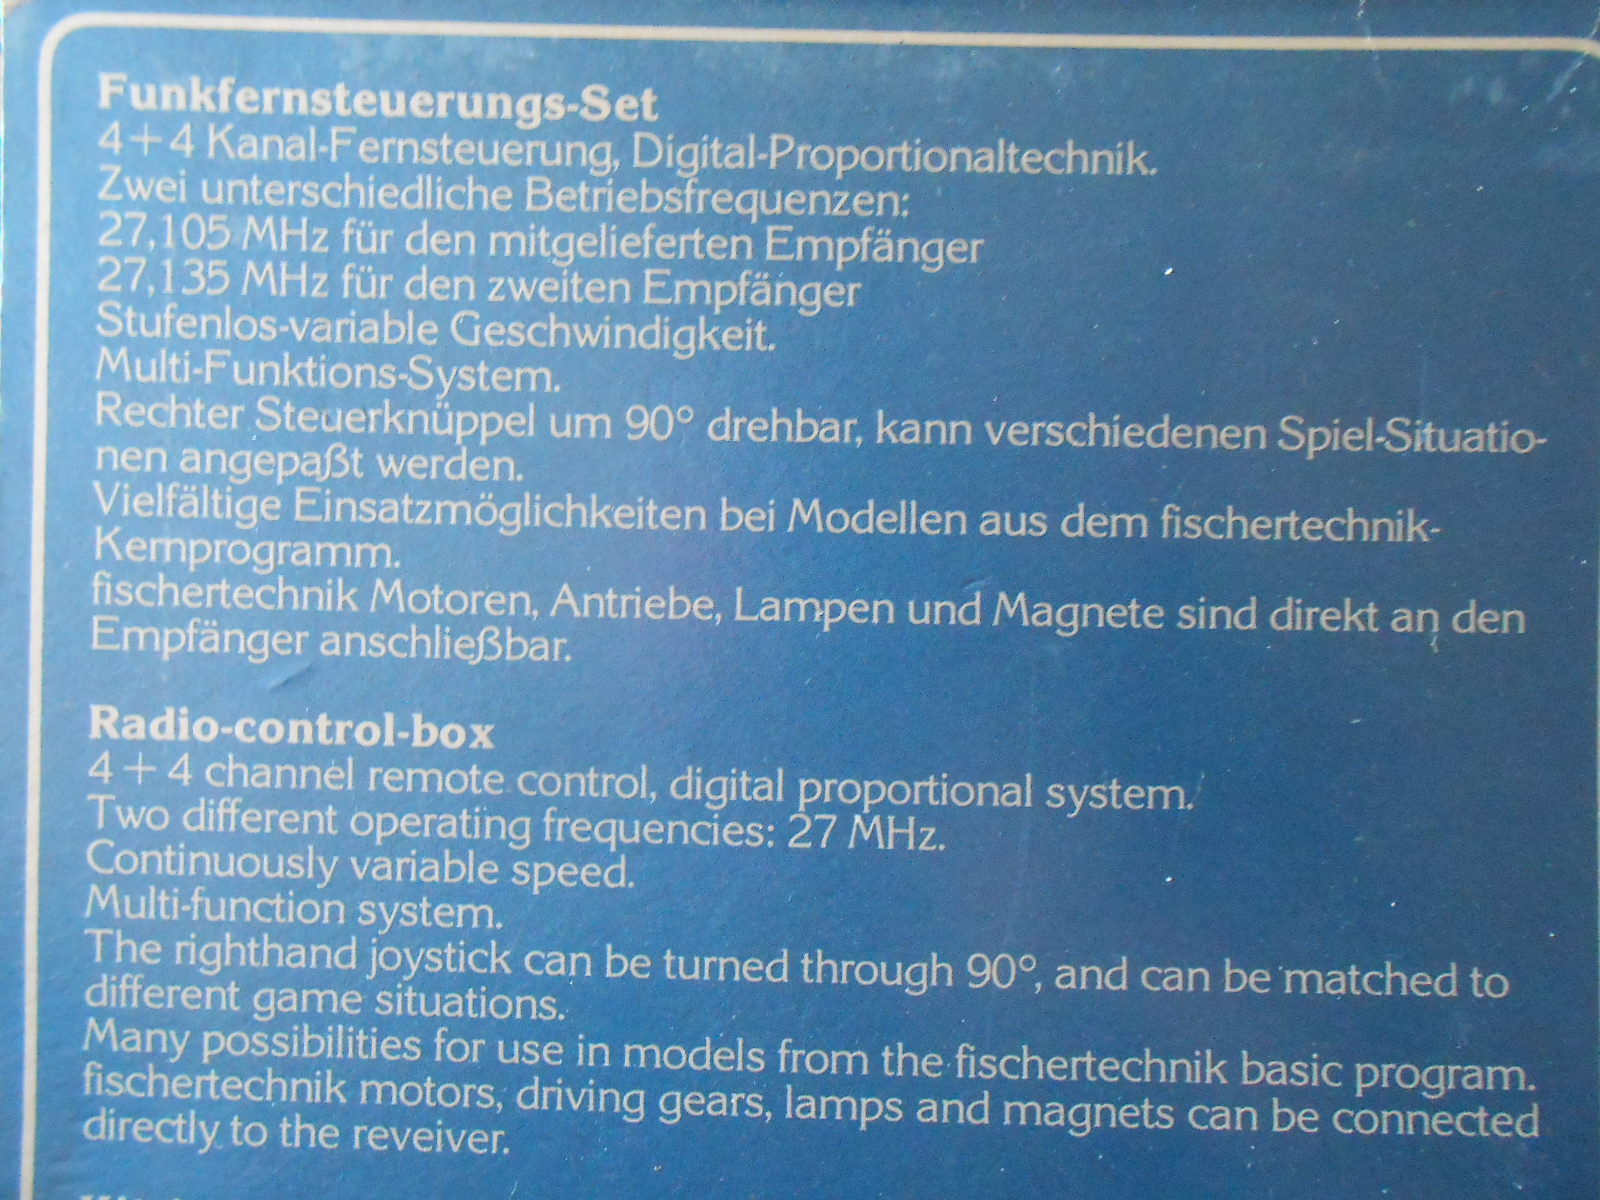 Funkfernsteuerungs-Set
4 + 4 Kanal-Fernsteuerung, Digital-Proportionaltechnik.
Zwei unterschiedliche Betriebsfrequenzen:
27,105 MHz für den mitgelieferten Empfänger
27,135 MHz für den zweiten Empfänger
Stufenlos-variable Geschwindigkeit.
Multi-Funktions-System.
Rechter Steuerknüppel um 90° drehbar, kann verschiedenen Spiel-Situatio-
nen angepaßt werden.
Vielfältige Einsatzmöglichkeiten bei Modellen aus dem fischertechnik-
Kernprogramm.
fischertechnik Motoren, Antriebe, Lampen und Magnete sind direkt an den
Empfänger anschließbar.
Radio-control-box
4 + 4 channel remote control, digital proportional system.
Two different operating frequencies: 27 MHz.
Continuously variable speed.
Multi-function system.
The righthand joystick can be turned through 90°, and can be matched to
different game situations.
Many possibilities for use in models from the fischertechnik basic program.
fischertechnik motors, driving gears, lamps and magnets can be connected
directly to the reveiver.